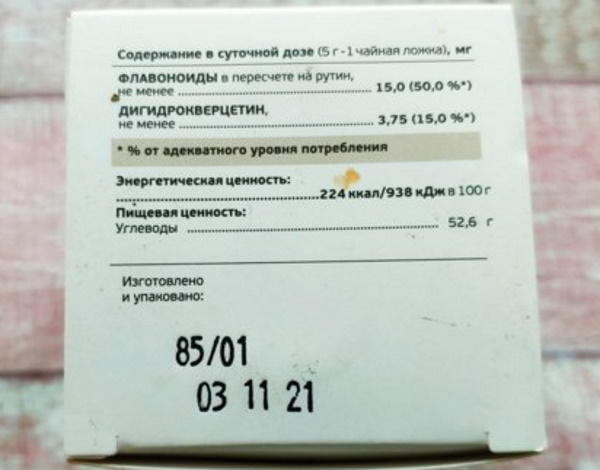 Содержание в суточной дозе (5 г - 1 чайная ложка), мг
ФЛАВОНОИДЫ в пересчете на рутин,
не менее ........................................ 15,0 (50,0 %*)
ДИГИДРОКВЕРЦЕТИН,
не менее ........................................ 3,75 (15,0 %*)
* % от адекватного уровня потребления
Энергетическая ценность:
........................................224 ккал/938 кДж в 100 г
Пищевая ценность:
Углеводы ........................................ 52,6 г
Изготовлено
и упаковано:
85/01
03 11 21